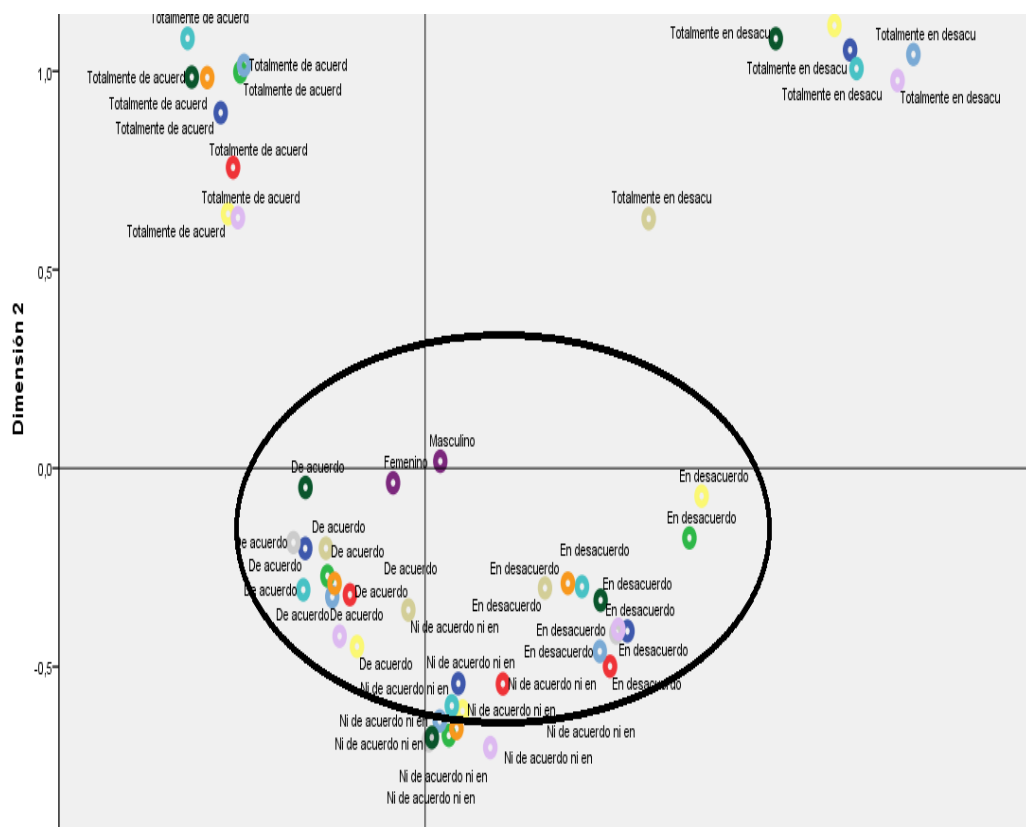 Totalmente de acuerd
Totalmente en desacu
Totalmente en desacu
1,0
Totalmente de acuerd
Totalmente de acuerd
Totalmente en desacu
Totalmente de acuerd
Totalmente en desacu
Totalmente en desacu
Totalmente de acuerd
Totalmente de acuerd
Totalmente de acuerd
Totalmente de acuerd
Totalmente en desacu
Totalmente de acuerd
0,5
Dimensión 2
Masculino
0,0
De acuerdo
Femenino
En desacuerdo
En desacuerdo
De acuerdo
De acuerdo
De acuerdo
En desacuerdo
De acuerdo
De acuerdo
En desacuerdo
De acuerdo
De acuerdo
En desacuerdo
En desacuerdo
En desacuerdo
De acuerdo
De acuerdo
Ni de acuerdo ni en
En desacuerdo
En desacuerdo
En desacuerdo
-0,5
De acuerdo
Ni de acuerdo ni en
Ni de acuerdo ni en
Ni de acuerdo ni en
En desacuerdo
Ni de acuerdo ni en
Ni de acuerdo ni en
Ni de acuerdo ni en
Ni de acuerdo ni en
Ni de acuerdo ni en
Ni de acuerdo ni en
Ni de acuerdo ni en